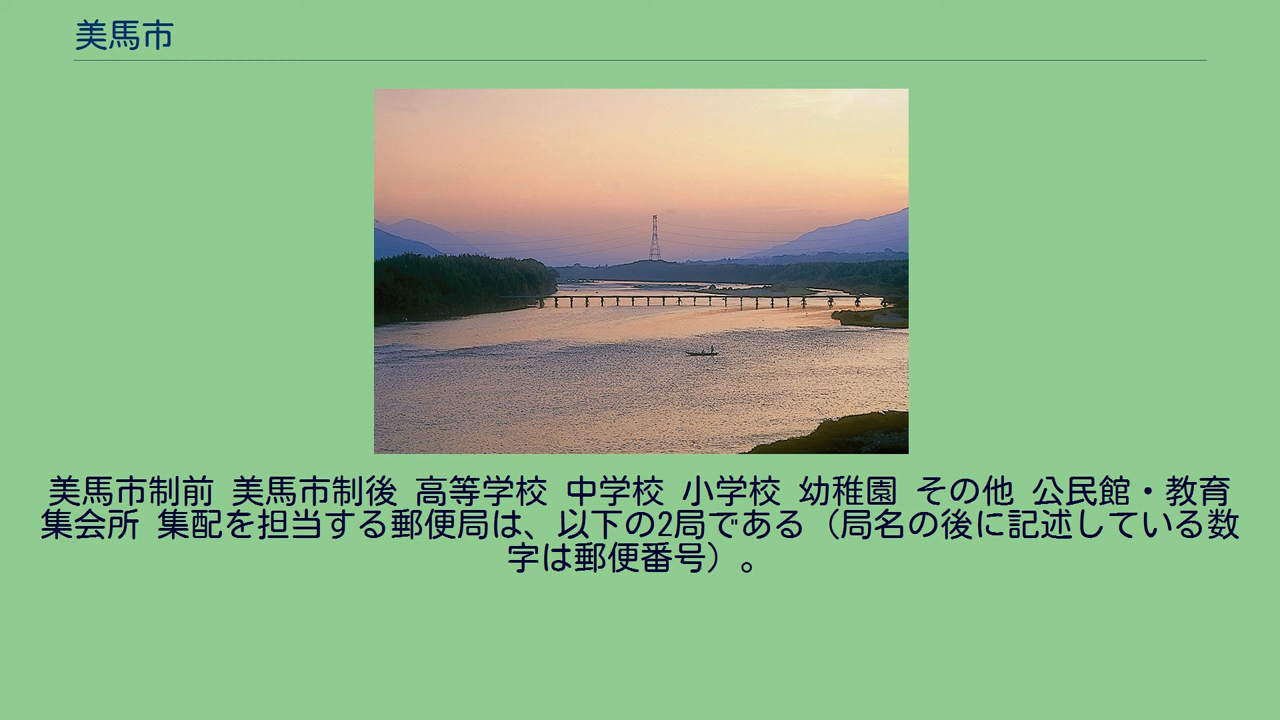 美馬市
美馬市制前 美馬市制後 高等学校 中学校 小学校 幼稚園 その他 公民館・教育
集会所 集配を担当する郵便局は、以下の2局である（局名の後に記述している数
字は郵便番号）。